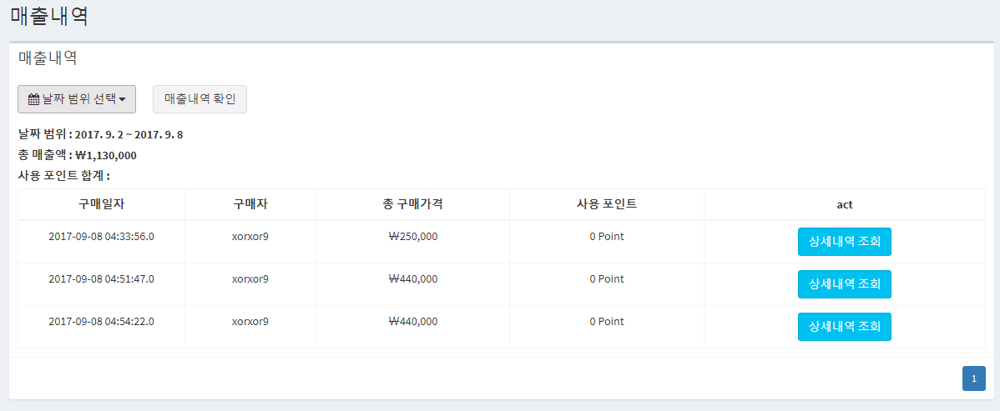 매출내역
매출내역
날짜 범위 선택 매출내역 확인
날짜 범위 : 2017. 9. 2 ~ 2017. 9. 8
총 매출액 : ₩1,130,000
사용 포인트 합계 :
구매일자 구매자 총 구매가격 사용 포인트 act
2017-09-08 04:33:56.0 xorxor9 ₩250,000 0 Point 상세내역 조회
2017-09-08 04:51:47.0 xorxor9 ₩440,000 0 Point 상세내역 조회
2017-09-08 04:54:22.0 xorxor9 ₩440,000 0 Point 상세내역 조회
1